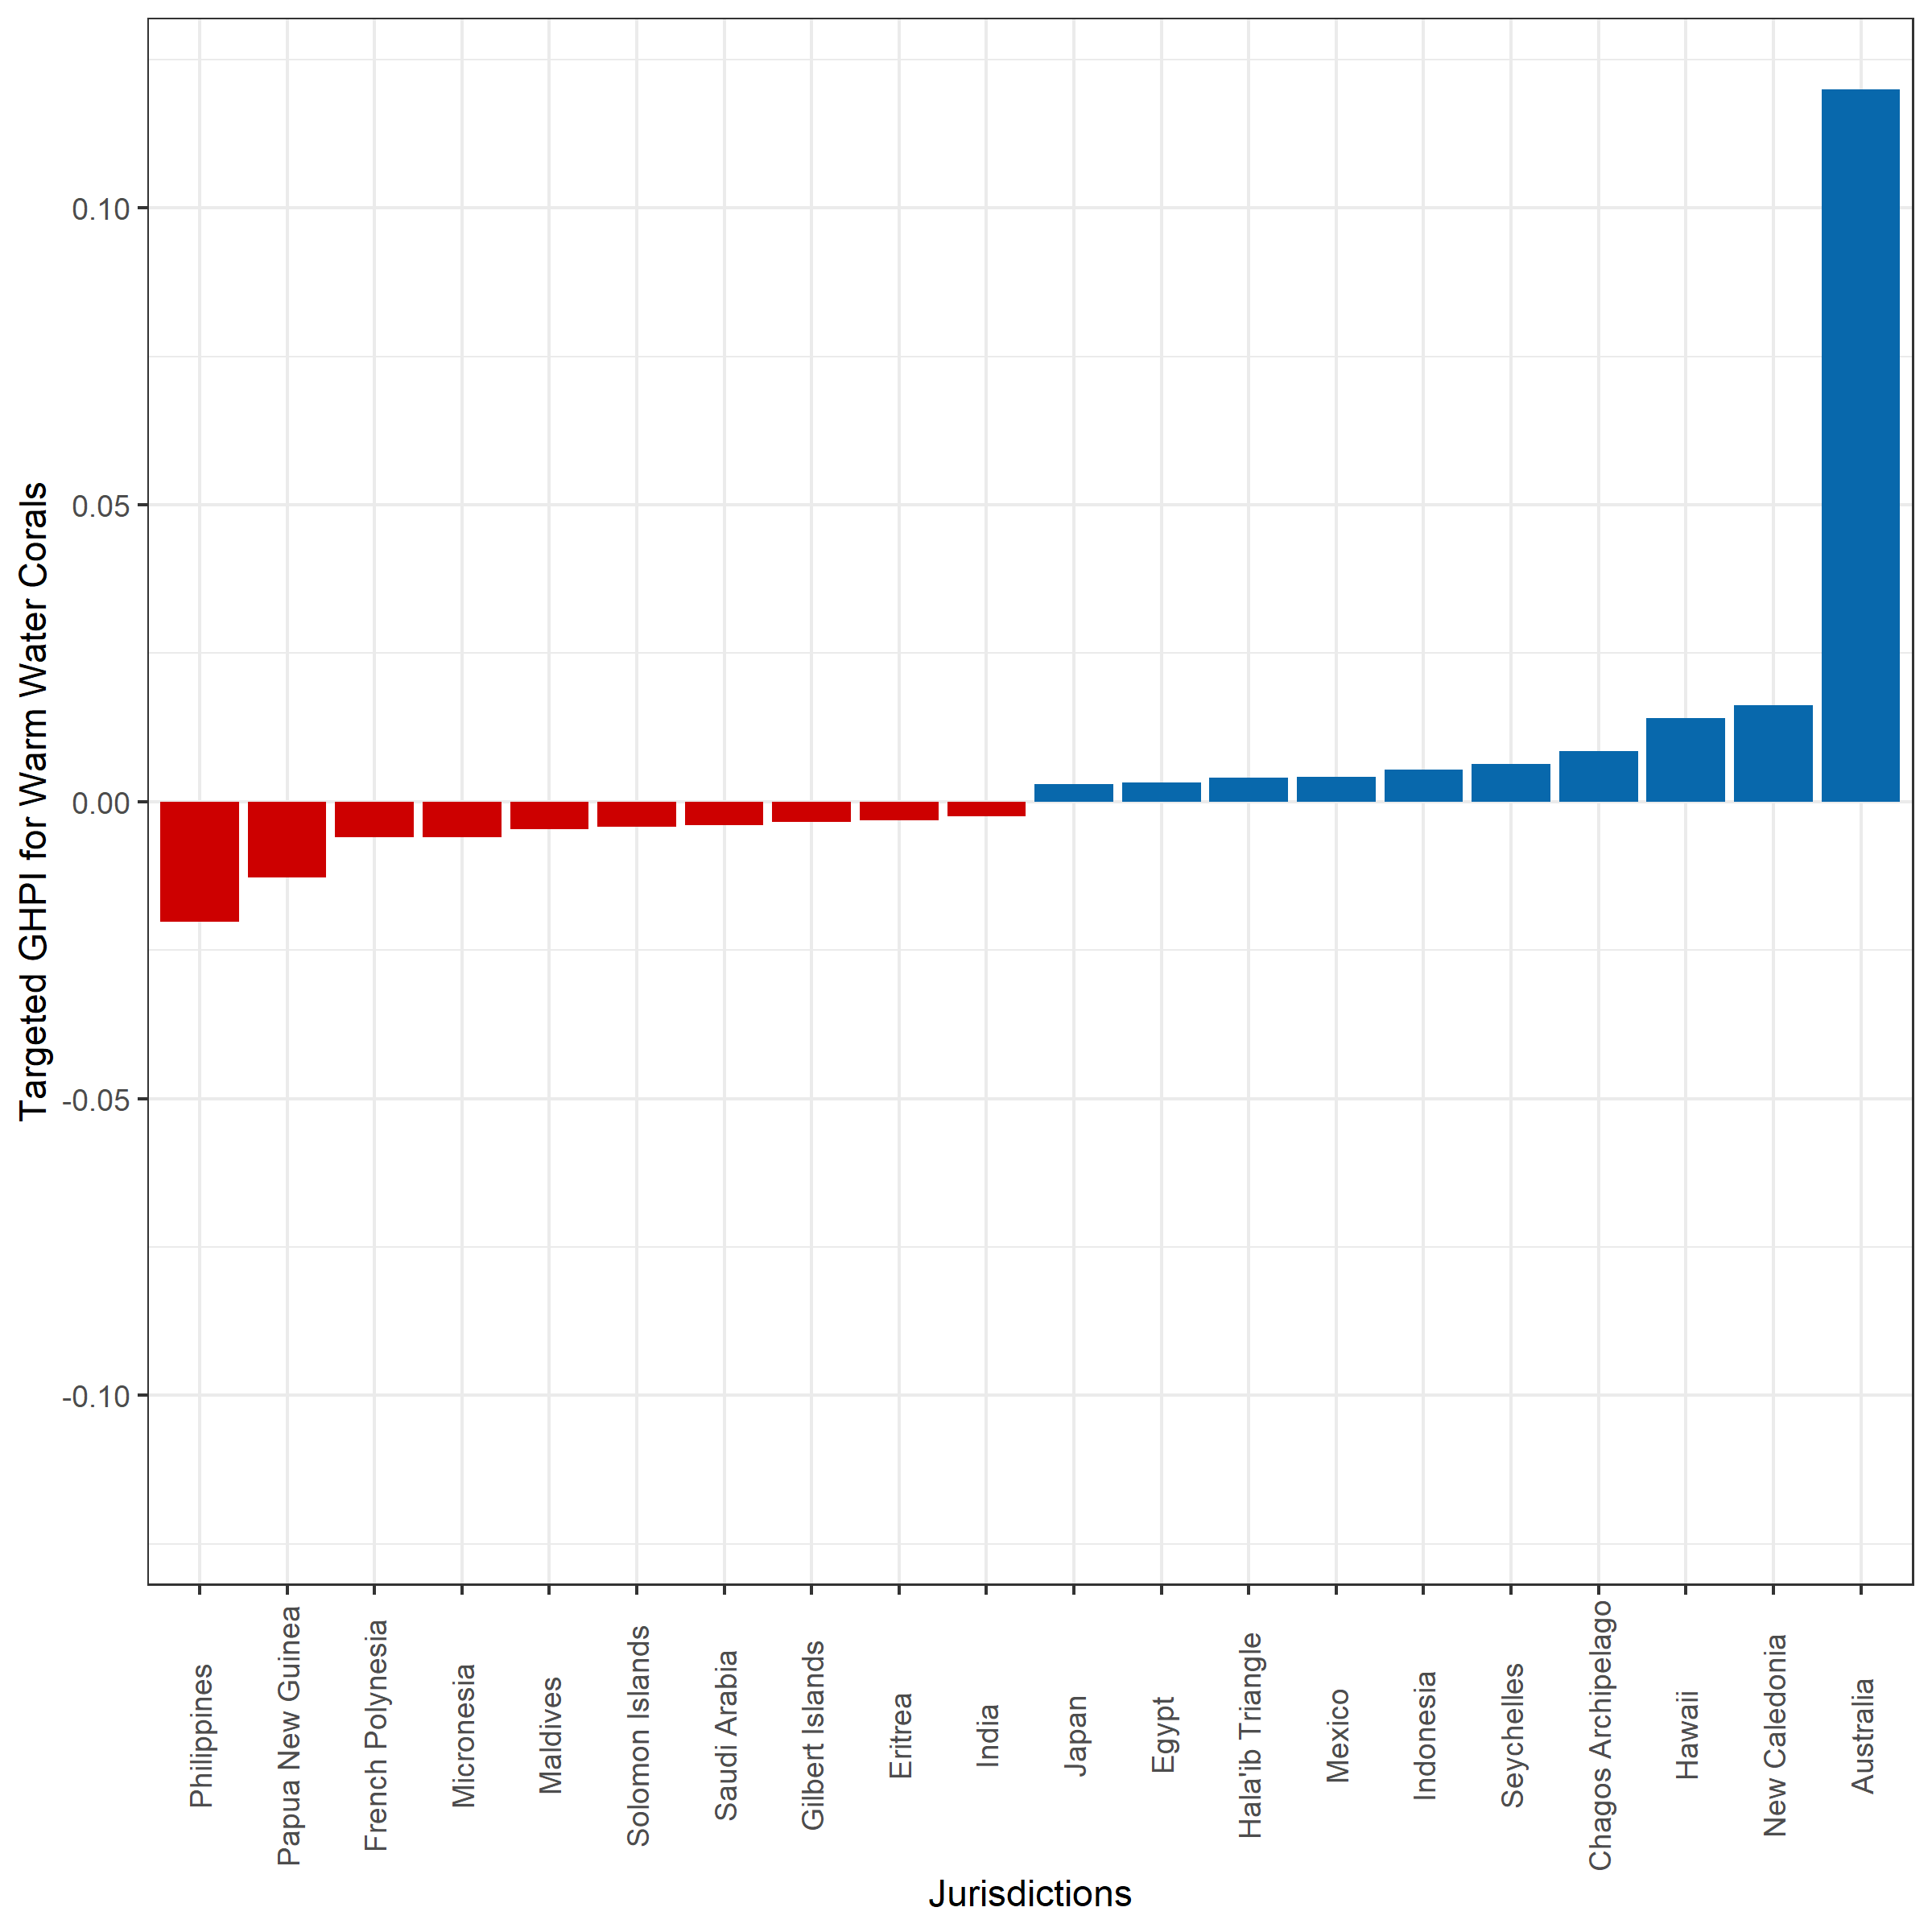 Targeted GHPI for Warm Water Corals
0.10
0.05
0.00
-0.05
-0.10
Philippines
Papua New Guinea
French Polynesia
Micronesia
Maldives
Solomon Islands
Saudi Arabia
Gilbert Islands
Eritrea
India
Japan
Egypt
Hala'ib Triangle
Mexico
Indonesia
Seychelles
Chagos Archipelago
Hawaii
New Caledonia
Australia
Jurisdictions